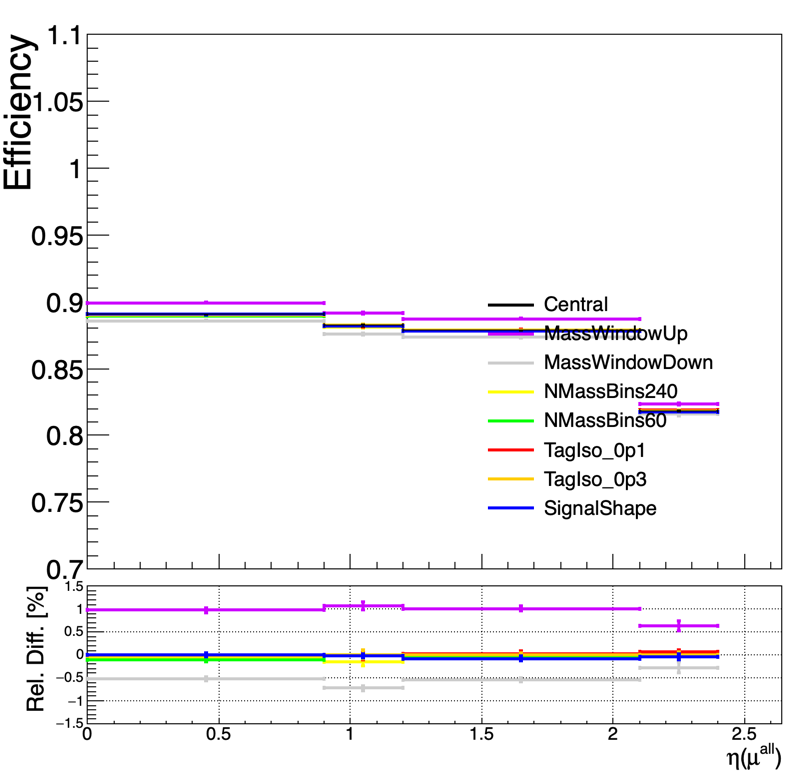 Efficiency
1.1
1.05
1
0.95
0.9
0.85
0.8
0.75
0.7
Central
MassWindowUp
MassWindowDown
NMassBins240
NMassBins60
TagIso_0p1
TagIso_0p3
SignalShape
Rel. Diff. [%]
1.5
1
0.5
0
−0.5
−1
−1.5
0 0.5 1 1.5 2 2.5
η(μ^all)